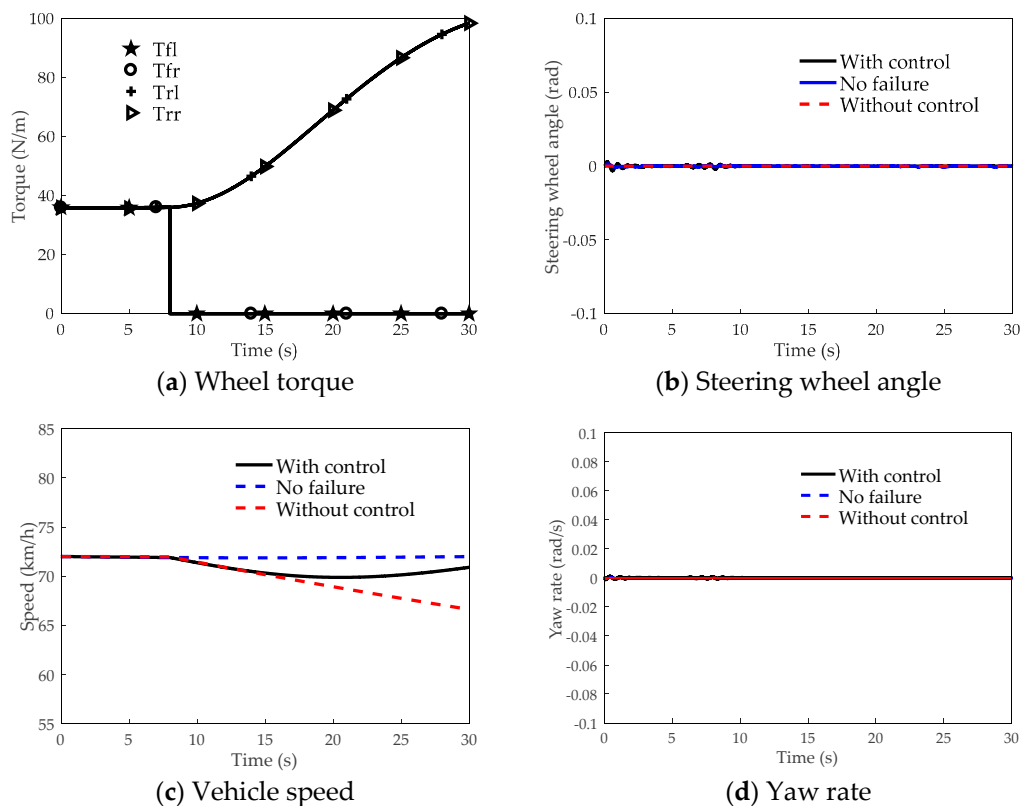 100
80
60
40
20
0
Torque (N/m)
Tfl
Tfr
Trl
Trr
0 5 10 15 20 25 30
Time (s)
(a) Wheel torque
0.1
0.05
0
-0.05
-0.1
Steering wheel angle (rad)
With control
No failure
Without control
0 5 10 15 20 25 30
Time (s)
(b) Steering wheel angle
85
80
75
70
65
60
55
Speed (km/h)
With control
No failure
Without control
0 5 10 15 20 25 30
Time (s)
(c) Vehicle speed
0.1
0.08
0.06
0.04
0.02
0
-0.02
-0.04
-0.06
-0.08
-0.1
Yaw rate (rad/s)
With control
No failure
Without control
0 5 10 15 20 25 30
Time (s)
(d) Yaw rate